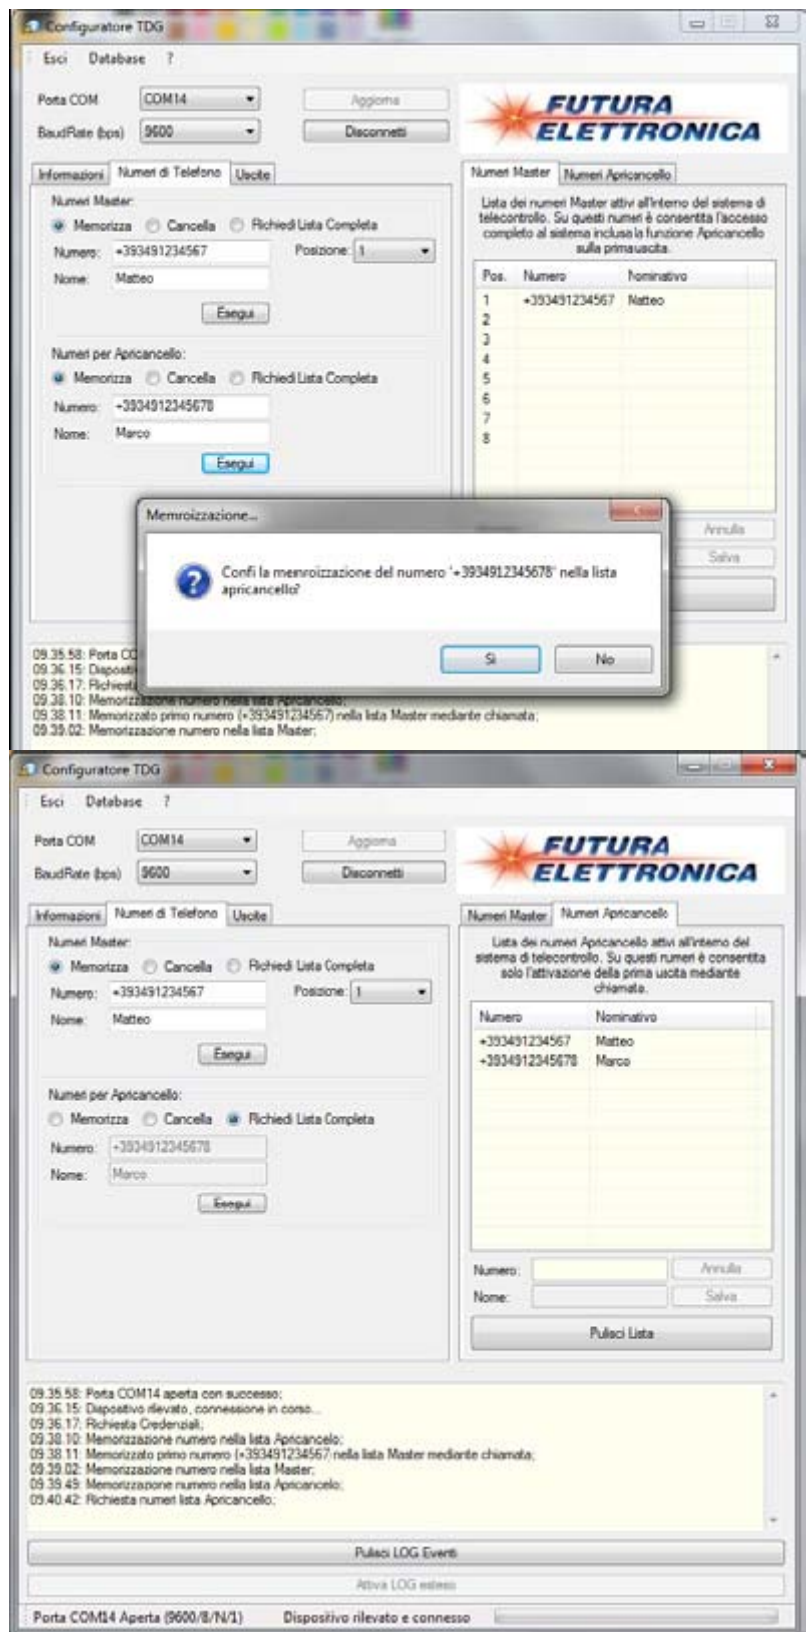 Configuratore TDG
Esci Database ?
Porta COM COM14 Aggiorna
BaudRate (bps) 9600 Disconnetti
FUTURA
ELETTRONICA
Informazioni Numeri di Telefono Uscite
Numeri Master:
Memorizza Cancella Richiedi Lista Completa
Numero: +393491234567 Posizione: 1
Nome: Matteo
Esegui
Numeri per Apricancello:
Memorizza Cancella Richiedi Lista Completa
Numero: +3934912345678
Nome: Marco
Esegui
Numeri Master Numeri Apricancello
Lista dei numeri Master attivi all'interno del sistema di
telecontrollo. Su questi numeri è consentita l'accesso
completo al sistema inclusa la funzione Apricancello
sulla prima uscita.
Pos. Numero Nominativo
1 +393491234567 Matteo
2
3
4
5
6
7
8
Annulla
Salva
Memroizzazione...
Confi la memroizzazione del numero '+3934912345678' nella lista
apricancello?
Sì No
09.35.58: Porta CO
09.36.15: Dispositi
09.36.17: Richiesta
09.38.10: Memorizzazione numero nella lista Apricancello;
09.38.11: Memorizzato primo numero (+393491234567) nella lista Master mediante chiamata;
09.39.02: Memorizzazione numero nella lista Master;
Configuratore TDG
Esci Database ?
Porta COM COM14 Aggiorna
BaudRate (bps) 9600 Disconnetti
FUTURA
ELETTRONICA
Informazioni Numeri di Telefono Uscite
Numeri Master:
Memorizza Cancella Richiedi Lista Completa
Numero: +393491234567 Posizione: 1
Nome: Matteo
Esegui
Numeri per Apricancello:
Memorizza Cancella Richiedi Lista Completa
Numero: +3934912345678
Nome: Marco
Esegui
Numeri Master Numeri Apricancello
Lista dei numeri Apricancello attivi all'interno del
sistema di telecontrollo. Su questi numeri è consentita
solo l'attivazione della prima uscita mediante
chiamata.
Numero Nominativo
+393491234567 Matteo
+3934912345678 Marco
Numero: Annulla
Nome: Salva
Pulisci Lista
09.35.58: Porta COM14 aperta con successo;
09.36.15: Dispositivo rilevato, connessione in corso...
09.36.17: Richiesta Credenziali;
09.38.10: Memorizzazione numero nella lista Apricancelo;
09.38.11: Memorizzato primo numero (+393491234567 nella lista Master mediante chiamata;
09.39.02: Memorizzazione numero nella lista Master;
09.39.49: Memorizzazione numero nella lista Apricancelo;
09.40.42: Richiesta numeri lista Apricancello;
Pulisci LOG Eventi
Attiva LOG esteso
Porta COM14 Aperta (9600/8/N/1) Dispositivo rilevato e connesso